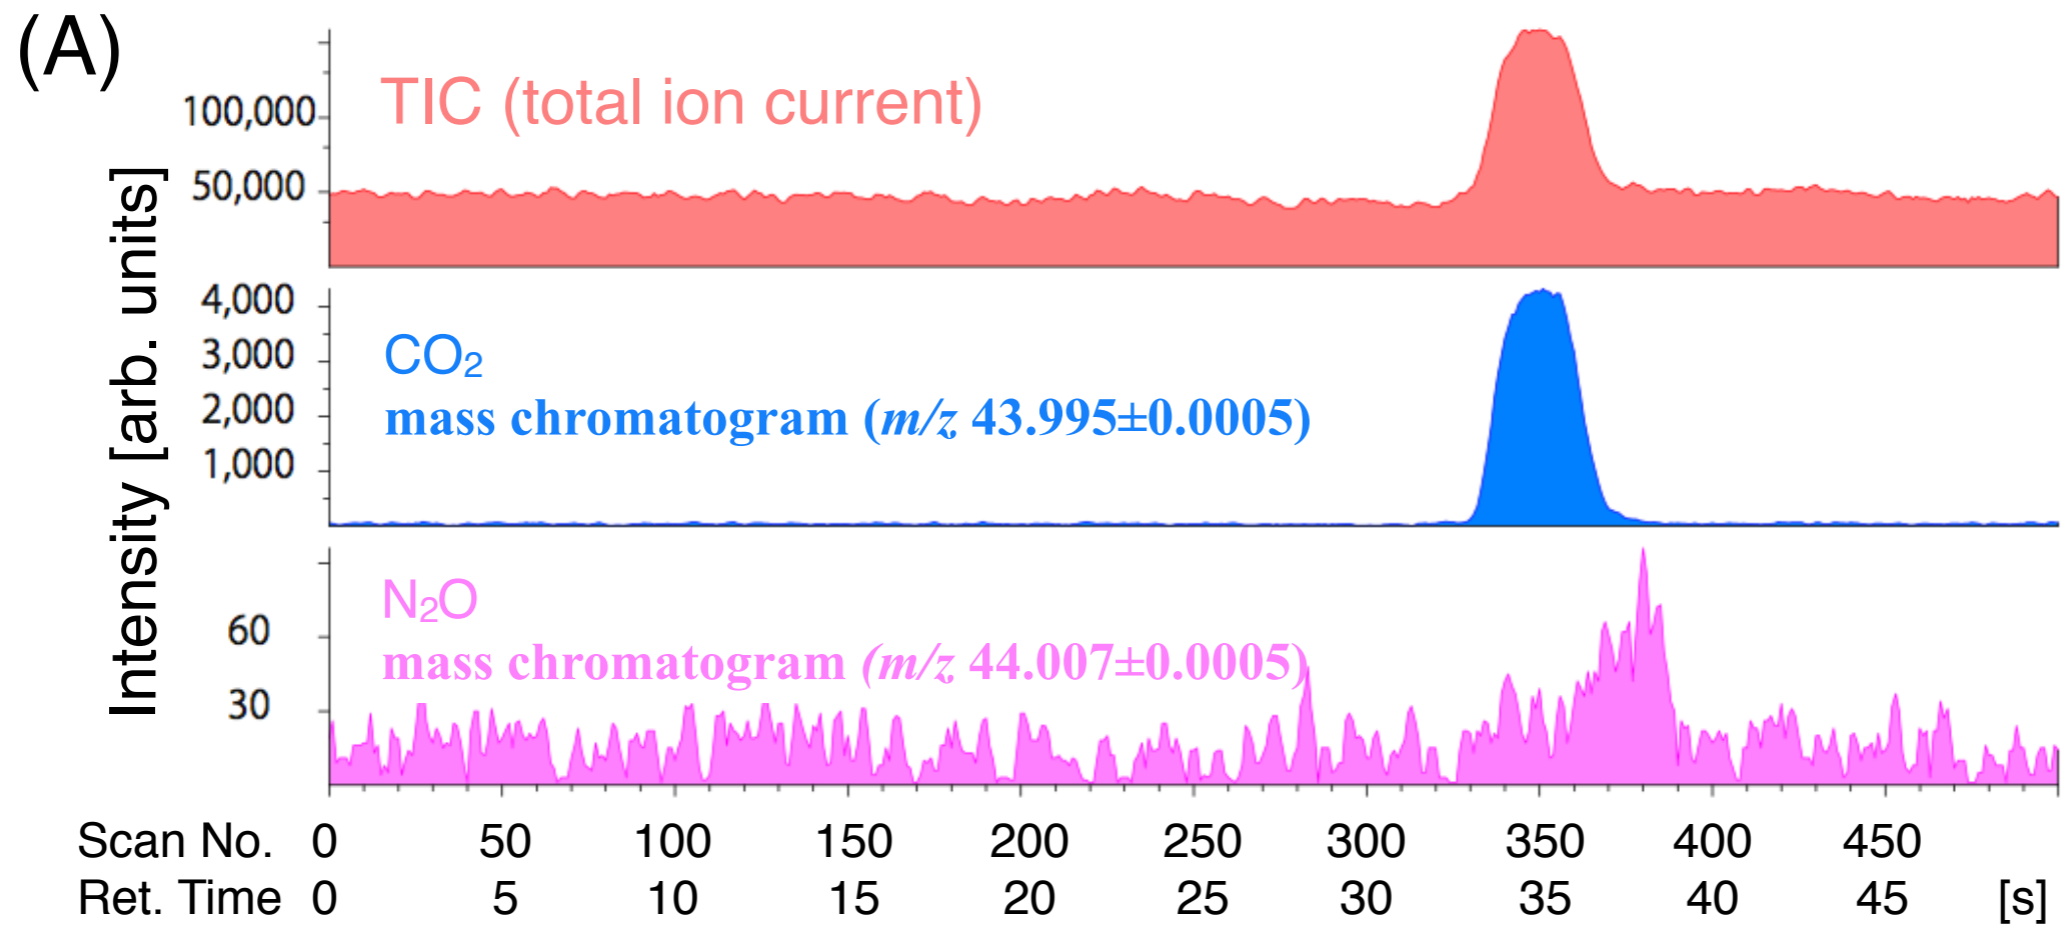 (A)
Intensity [arb. units]
TIC (total ion current)
100,000
50,000
CO₂
mass chromatogram (m/z 43.995±0.0005)
4,000
3,000
2,000
1,000
N₂O
mass chromatogram (m/z 44.007±0.0005)
60
30
Scan No. 0 50 100 150 200 250 300 350 400 450
Ret. Time 0 5 10 15 20 25 30 35 40 45 [s]